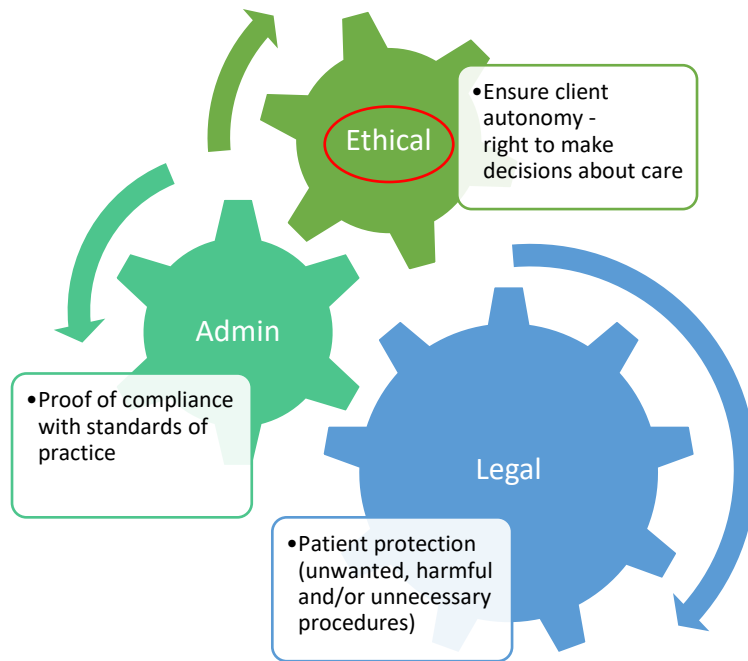 Ethical
•Ensure client
autonomy -
right to make
decisions about care
Admin
•Proof of compliance
with standards of
practice
Legal
•Patient protection
(unwanted, harmful
and/or unnecessary
procedures)